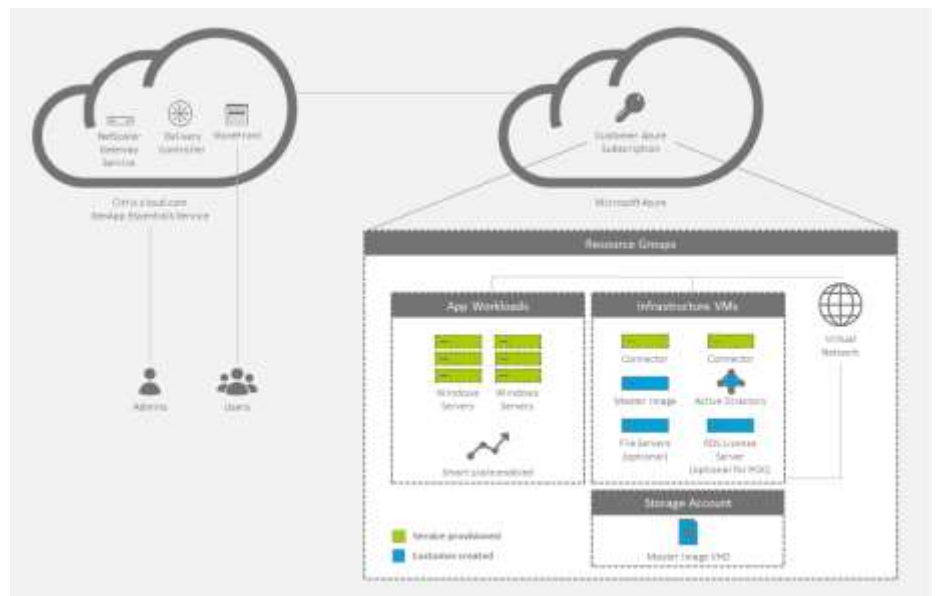 NetScaler
Gateway
Service
Delivery
Controller
StoreFront
Citrix.cloud.com
XenApp Essentials Service
Customer Azure
Subscription
Microsoft Azure
Resource Groups
App Workloads
Windows
Servers
Windows
Servers
Smart scale enabled
Infrastructure VMs
Connector
Connector
Master Image
Active Directory
File Servers
(optional)
RDS License
Server
(optional for POC)
Virtual
Network
Storage Account
Master Image VHD
Service provisioned
Customer created
Admins
Users